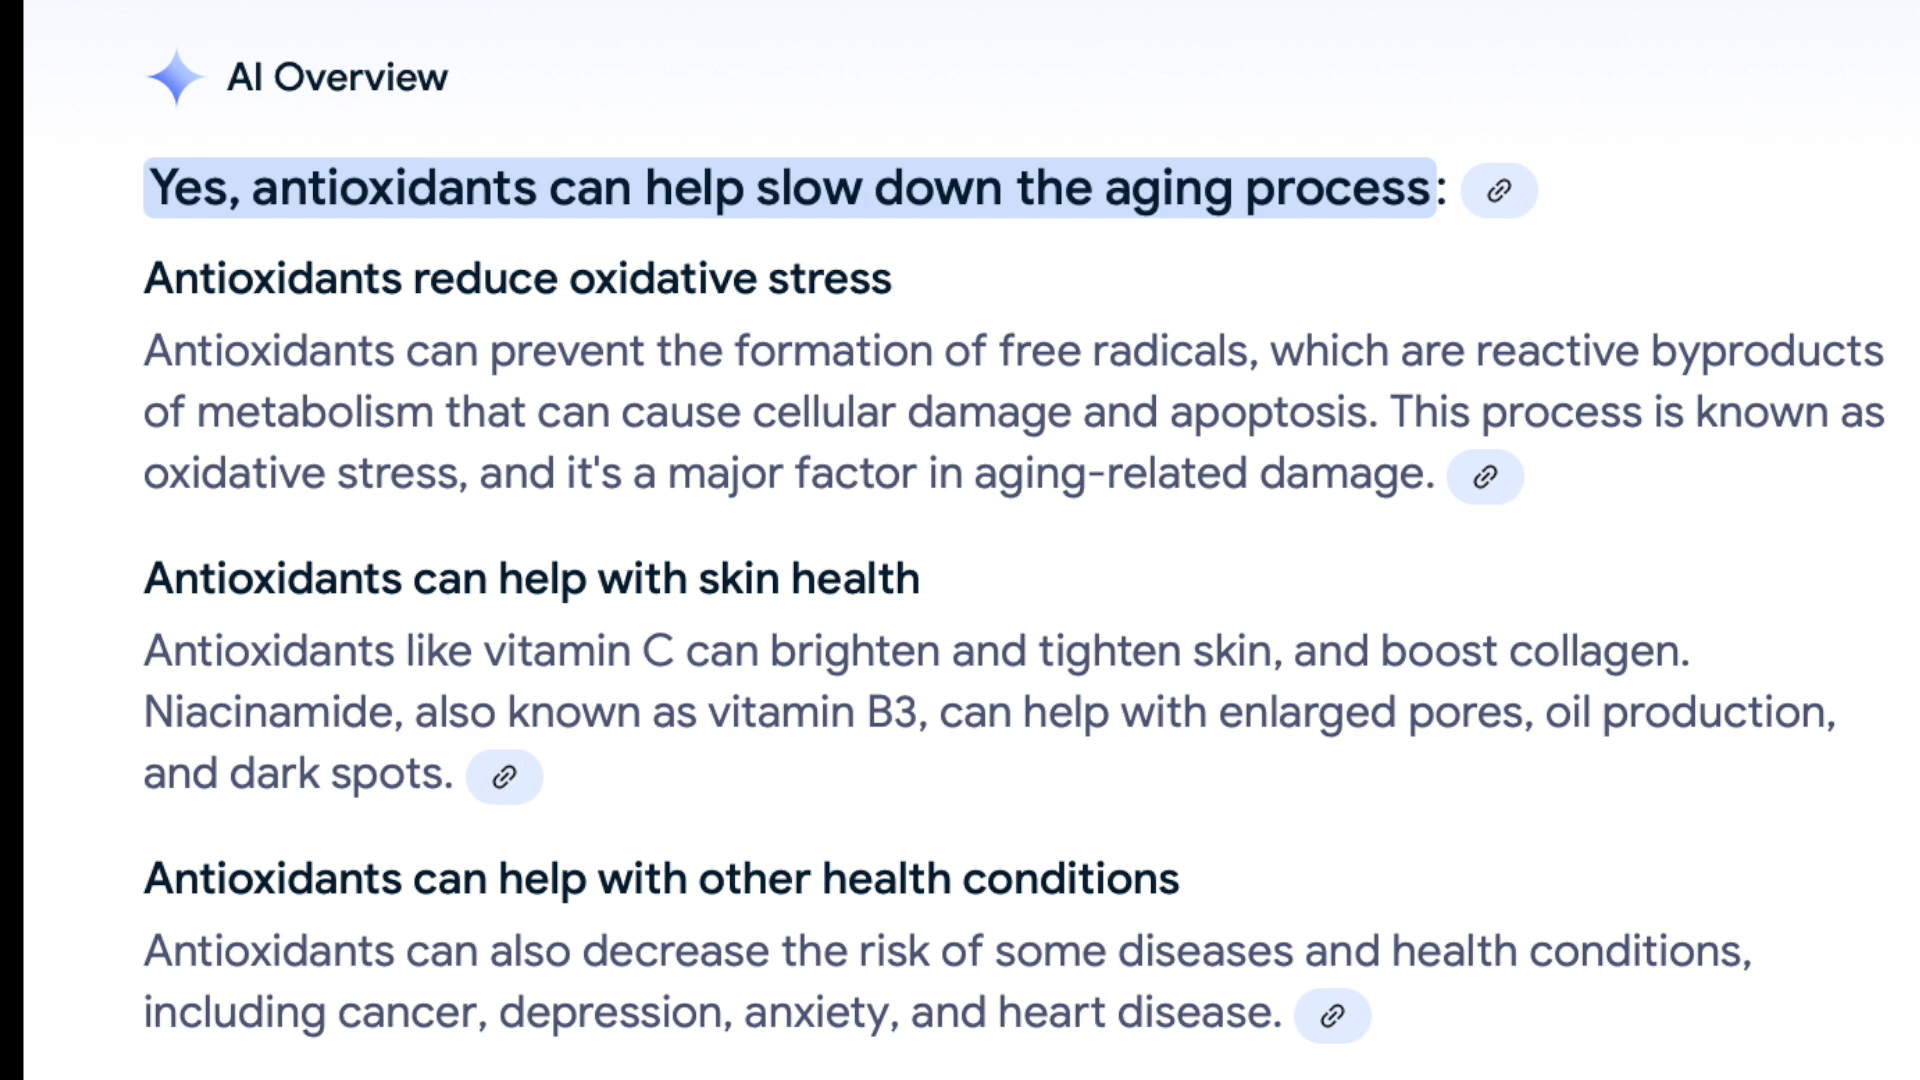 AI Overview
Yes, antioxidants can help slow down the aging process:
Antioxidants reduce oxidative stress
Antioxidants can prevent the formation of free radicals, which are reactive byproducts
of metabolism that can cause cellular damage and apoptosis. This process is known as
oxidative stress, and it's a major factor in aging-related damage.
Antioxidants can help with skin health
Antioxidants like vitamin C can brighten and tighten skin, and boost collagen.
Niacinamide, also known as vitamin B3, can help with enlarged pores, oil production,
and dark spots.
Antioxidants can help with other health conditions
Antioxidants can also decrease the risk of some diseases and health conditions,
including cancer, depression, anxiety, and heart disease.